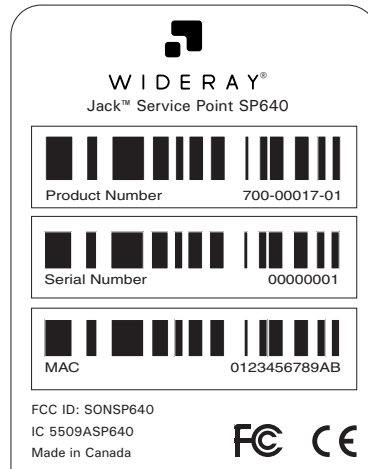 WIDERAY®
Jack™ Service Point SP640
Product Number 700-00017-01
Serial Number 00000001
MAC 0123456789AB
FCC ID: SONSP640
IC 5509ASP640
Made in Canada
FC CE